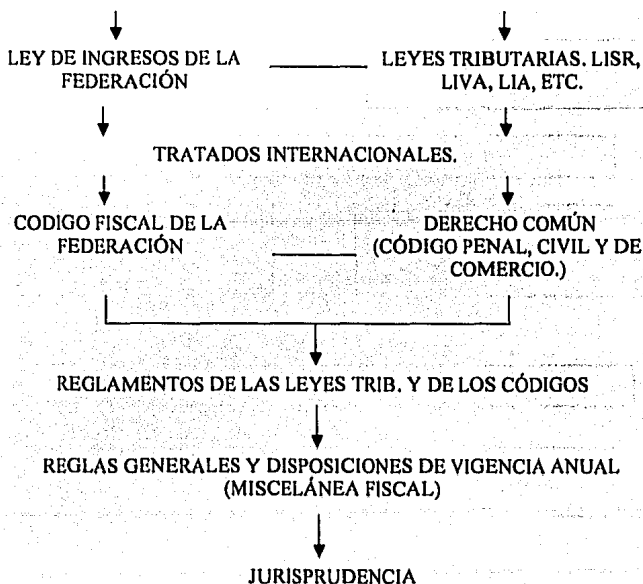 LEY DE INGRESOS DE LA
FEDERACIÓN
LEYES TRIBUTARIAS. LISR,
LIVA, LIA, ETC.
TRATADOS INTERNACIONALES.
CODIGO FISCAL DE LA
FEDERACIÓN
DERECHO COMÚN
(CÓDIGO PENAL, CIVIL Y DE
COMERCIO.)
REGLAMENTOS DE LAS LEYES TRIB. Y DE LOS CÓDIGOS
REGLAS GENERALES Y DISPOSICIONES DE VIGENCIA ANUAL
(MISCELÁNEA FISCAL)
JURISPRUDENCIA